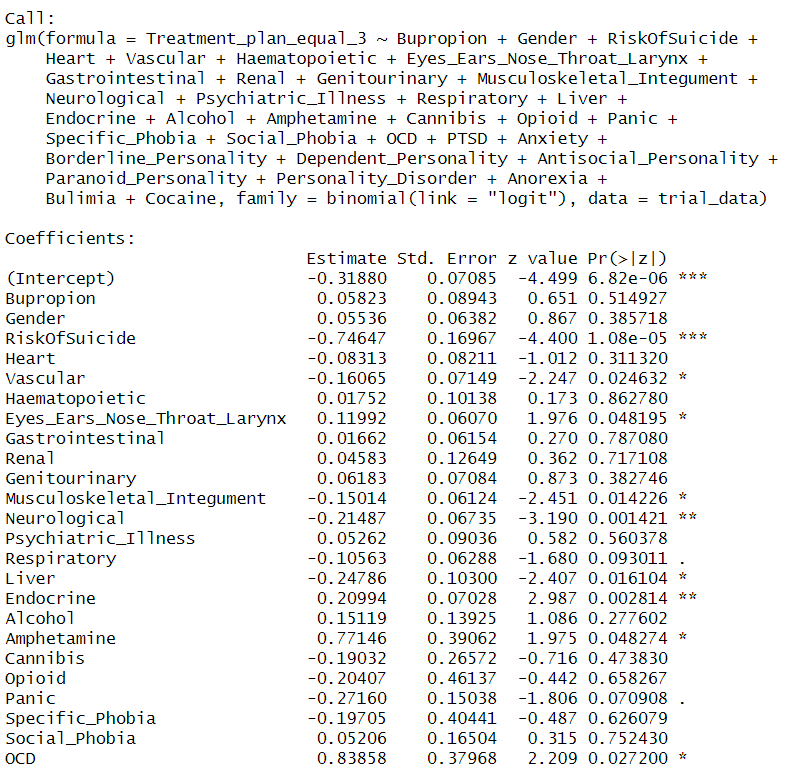 Call:
glm(formula = Treatment_plan_equal_3 ~ Bupropion + Gender + RiskOfSuicide +
    Heart + Vascular + Haematopoietic + Eyes_Ears_Nose_Throat_Larynx +
    Gastrointestinal + Renal + Genitourinary + Musculoskeletal_Integument +
    Neurological + Psychiatric_Illness + Respiratory + Liver +
    Endocrine + Alcohol + Amphetamine + Cannibis + Opioid + Panic +
    Specific_Phobia + Social_Phobia + OCD + PTSD + Anxiety +
    Borderline_Personality + Dependent_Personality + Antisocial_Personality +
    Paranoid_Personality + Personality_Disorder + Anorexia +
    Bulimia + Cocaine, family = binomial(link = "logit"), data = trial_data)

Coefficients:
                              Estimate Std. Error z value Pr(>|z|)
(Intercept)                   -0.31880    0.07085  -4.499 6.82e-06 ***
Bupropion                      0.05823    0.08943   0.651 0.514927
Gender                         0.05536    0.06382   0.867 0.385718
RiskOfSuicide                 -0.74647    0.16967  -4.400 1.08e-05 ***
Heart                         -0.08313    0.08211  -1.012 0.311320
Vascular                      -0.16065    0.07149  -2.247 0.024632 *
Haematopoietic                 0.01752    0.10138   0.173 0.862780
Eyes_Ears_Nose_Throat_Larynx   0.11992    0.06070   1.976 0.048195 *
Gastrointestinal               0.01662    0.06154   0.270 0.787080
Renal                          0.04583    0.12649   0.362 0.717108
Genitourinary                  0.06183    0.07084   0.873 0.382746
Musculoskeletal_Integument    -0.15014    0.06124  -2.451 0.014226 *
Neurological                  -0.21487    0.06735  -3.190 0.001421 **
Psychiatric_Illness            0.05262    0.09036   0.582 0.560378
Respiratory                   -0.10563    0.06288  -1.680 0.093011 .
Liver                         -0.24786    0.10300  -2.407 0.016104 *
Endocrine                      0.20994    0.07028   2.987 0.002814 **
Alcohol                        0.15119    0.13925   1.086 0.277602
Amphetamine                    0.77146    0.39062   1.975 0.048274 *
Cannibis                      -0.19032    0.26572  -0.716 0.473830
Opioid                        -0.20407    0.46137  -0.442 0.658267
Panic                         -0.27160    0.15038  -1.806 0.070908 .
Specific_Phobia               -0.19705    0.40441  -0.487 0.626079
Social_Phobia                  0.05206    0.16504   0.315 0.752430
OCD                            0.83858    0.37968   2.209 0.027200 *